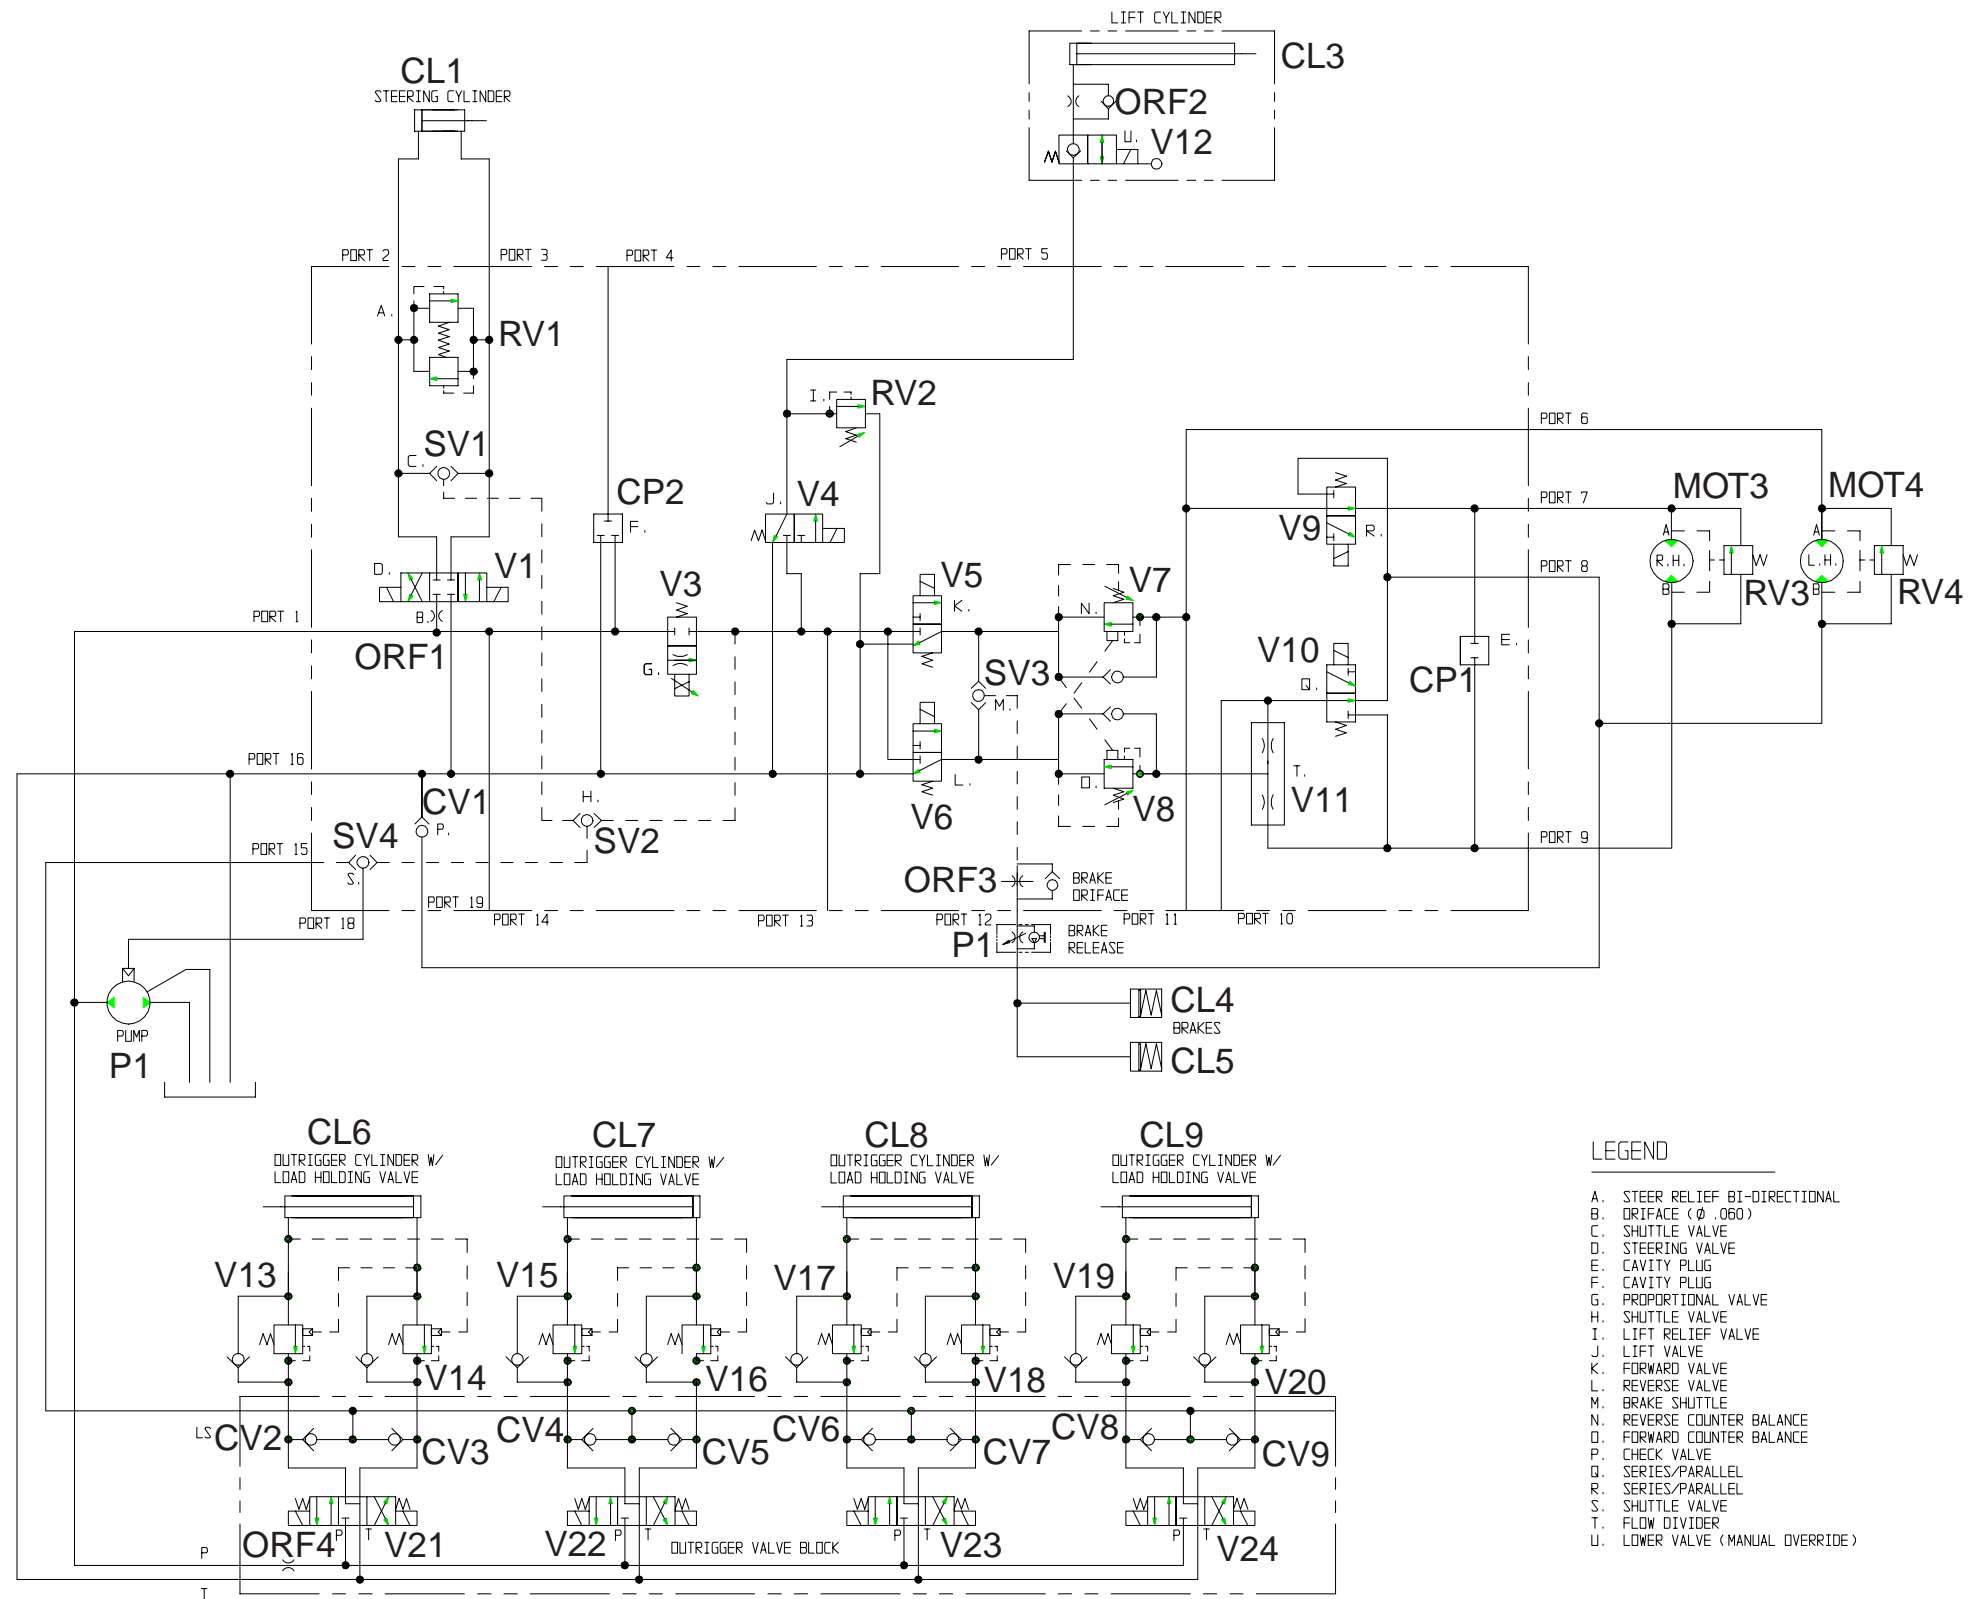 LIFT CYLINDER
CL3
CL1
STEERING CYLINDER
ORF2
U.
V12
PORT 2
PORT 3
PORT 4
PORT 5
A.
RV1
I.
RV2
PORT 6
SV1
C.
CP2
F.
J.
V4
MOT3
MOT4
PORT 7
V9
R.
A
A
R.H.
L.H.
B
B
RV3
RV4
PORT 8
D.
V1
V3
V5
K.
V7
N.
B.
PORT 1
ORF1
G.
SV3
M.
V10
Q.
CP1
E.
PORT 16
CV1
P.
H.
SV2
V6
L.
O.
V8
T.
V11
SV4
PORT 15
S.
PORT 9
ORF3
BRAKE
ORIFACE
PORT 18
PORT 19
PORT 14
PORT 13
PORT 12
PORT 11
PORT 10
P1
BRAKE
RELEASE
PUMP
P1
CL4
BRAKES
CL5
CL6
OUTRIGGER CYLINDER W/
LOAD HOLDING VALVE
CL7
OUTRIGGER CYLINDER W/
LOAD HOLDING VALVE
CL8
OUTRIGGER CYLINDER W/
LOAD HOLDING VALVE
CL9
OUTRIGGER CYLINDER W/
LOAD HOLDING VALVE
V13
V15
V17
V19
V14
V16
V18
V20
LS
CV2
CV3
CV4
CV5
CV6
CV7
CV8
CV9
P T
P T
P T
P T
ORF4
V21
V22
V23
V24
OUTRIGGER VALVE BLOCK
P
T
LEGEND
A. STEER RELIEF BI-DIRECTIONAL
B. ORIFACE (Ø .060)
C. SHUTTLE VALVE
D. STEERING VALVE
E. CAVITY PLUG
F. CAVITY PLUG
G. PROPORTIONAL VALVE
H. SHUTTLE VALVE
I. LIFT RELIEF VALVE
J. LIFT VALVE
K. FORWARD VALVE
L. REVERSE VALVE
M. BRAKE SHUTTLE
N. REVERSE COUNTER BALANCE
O. FORWARD COUNTER BALANCE
P. CHECK VALVE
Q. SERIES/PARALLEL
R. SERIES/PARALLEL
S. SHUTTLE VALVE
T. FLOW DIVIDER
U. LOWER VALVE (MANUAL OVERRIDE)